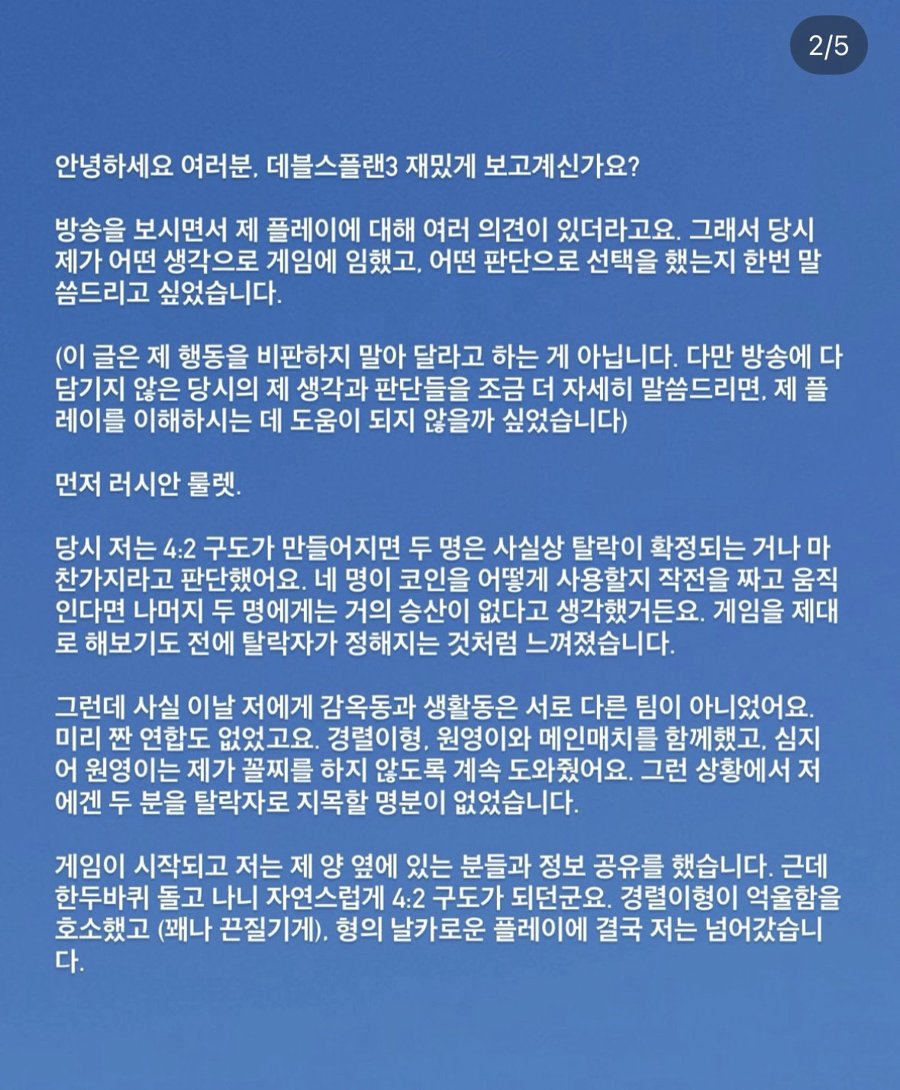 2/5
안녕하세요 여러분, 데블스플랜3 재밌게 보고계신가요?
방송을 보시면서 제 플레이에 대해 여러 의견이 있더라고요. 그래서 당시
제가 어떤 생각으로 게임에 임했고, 어떤 판단으로 선택을 했는지 한번 말
씀드리고 싶었습니다.
(이 글은 제 행동을 비판하지 말아 달라고 하는 게 아닙니다. 다만 방송에 다
담기지 않은 당시의 제 생각과 판단들을 조금 더 자세히 말씀드리면, 제 플
레이를 이해하시는 데 도움이 되지 않을까 싶었습니다)
먼저 러시안 룰렛.
당시 저는 4:2 구도가 만들어지면 두 명은 사실상 탈락이 확정되는 거나 마
찬가지라고 판단했어요. 네 명이 코인을 어떻게 사용할지 작전을 짜고 움직
인다면 나머지 두 명에게는 거의 승산이 없다고 생각했거든요. 게임을 제대
로 해보기도 전에 탈락자가 정해지는 것처럼 느껴졌습니다.
그런데 사실 이날 저에게 감옥동과 생활동은 서로 다른 팀이 아니었어요.
미리 짠 연합도 없었고요. 경렬이형, 원영이와 메인매치를 함께했고, 심지
어 원영이는 제가 꼴찌를 하지 않도록 계속 도와줬어요. 그런 상황에서 저
에겐 두 분을 탈락자로 지목할 명분이 없었습니다.
게임이 시작되고 저는 제 양 옆에 있는 분들과 정보 공유를 했습니다. 근데
한두바퀴 돌고 나니 자연스럽게 4:2 구도가 되던군요. 경렬이형이 억울함을
호소했고 (꽤나 끈질기게), 형의 날카로운 플레이에 결국 저는 넘어갔습니
다.